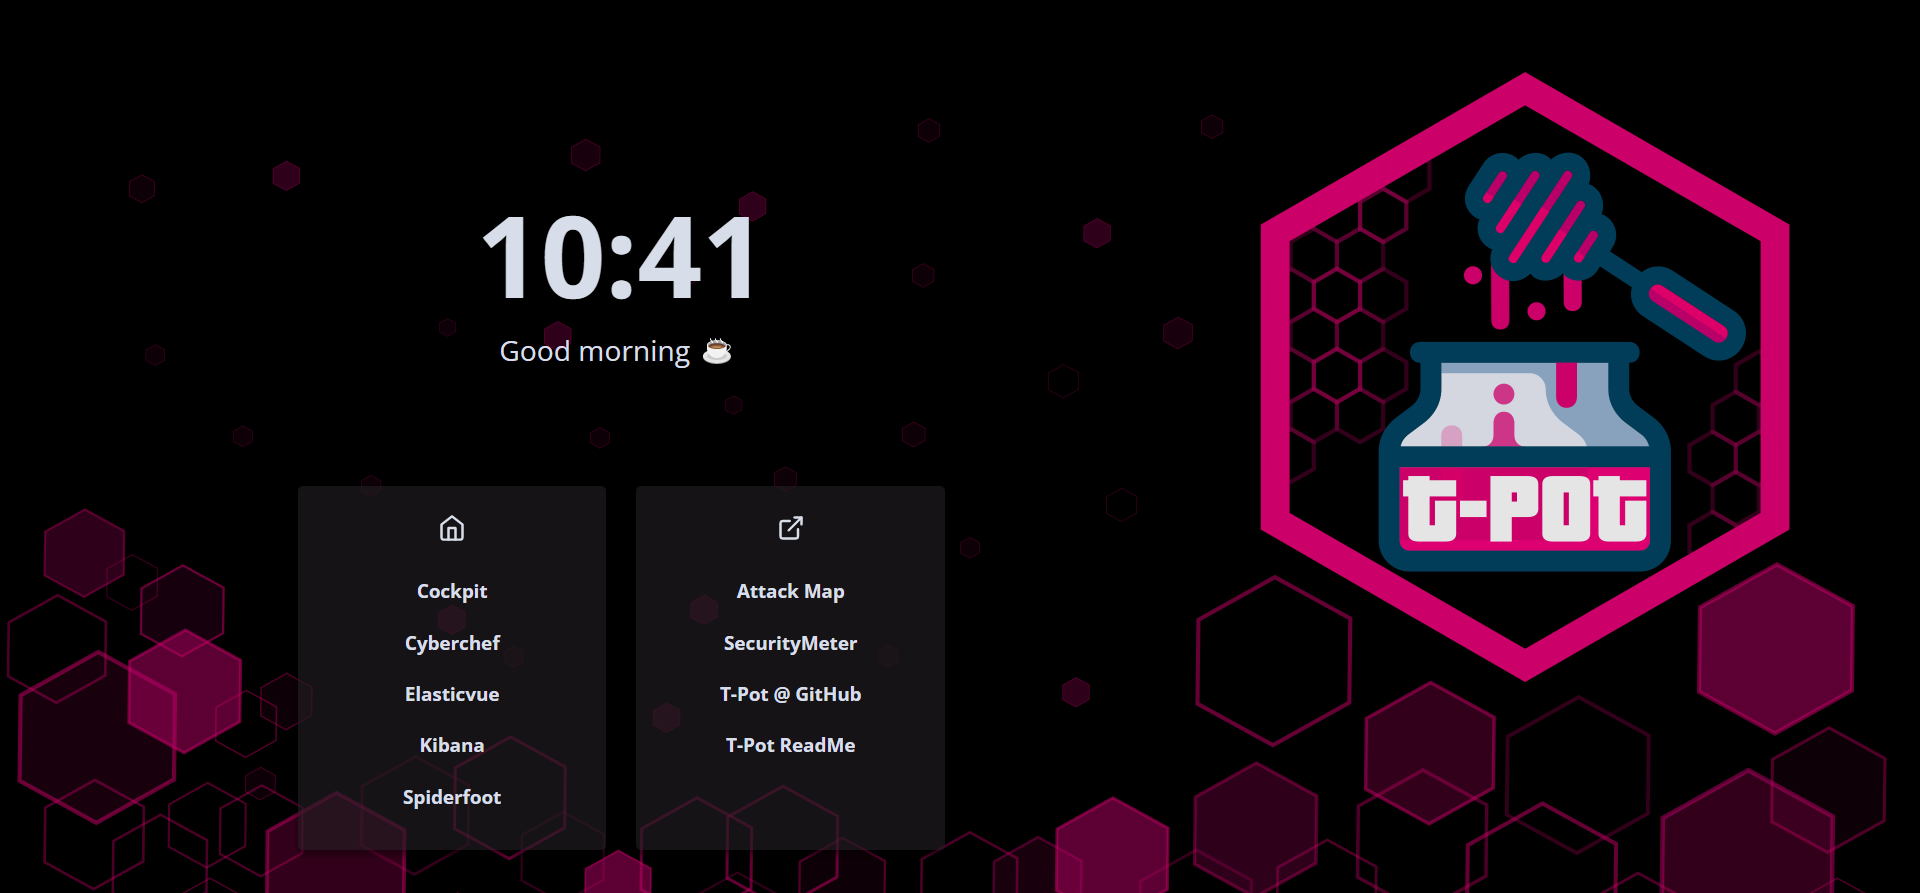 10:41
Good morning ☕
Cockpit
Cyberchef
Elasticvue
Kibana
Spiderfoot
Attack Map
SecurityMeter
T-Pot @ GitHub
T-Pot ReadMe
t-pot